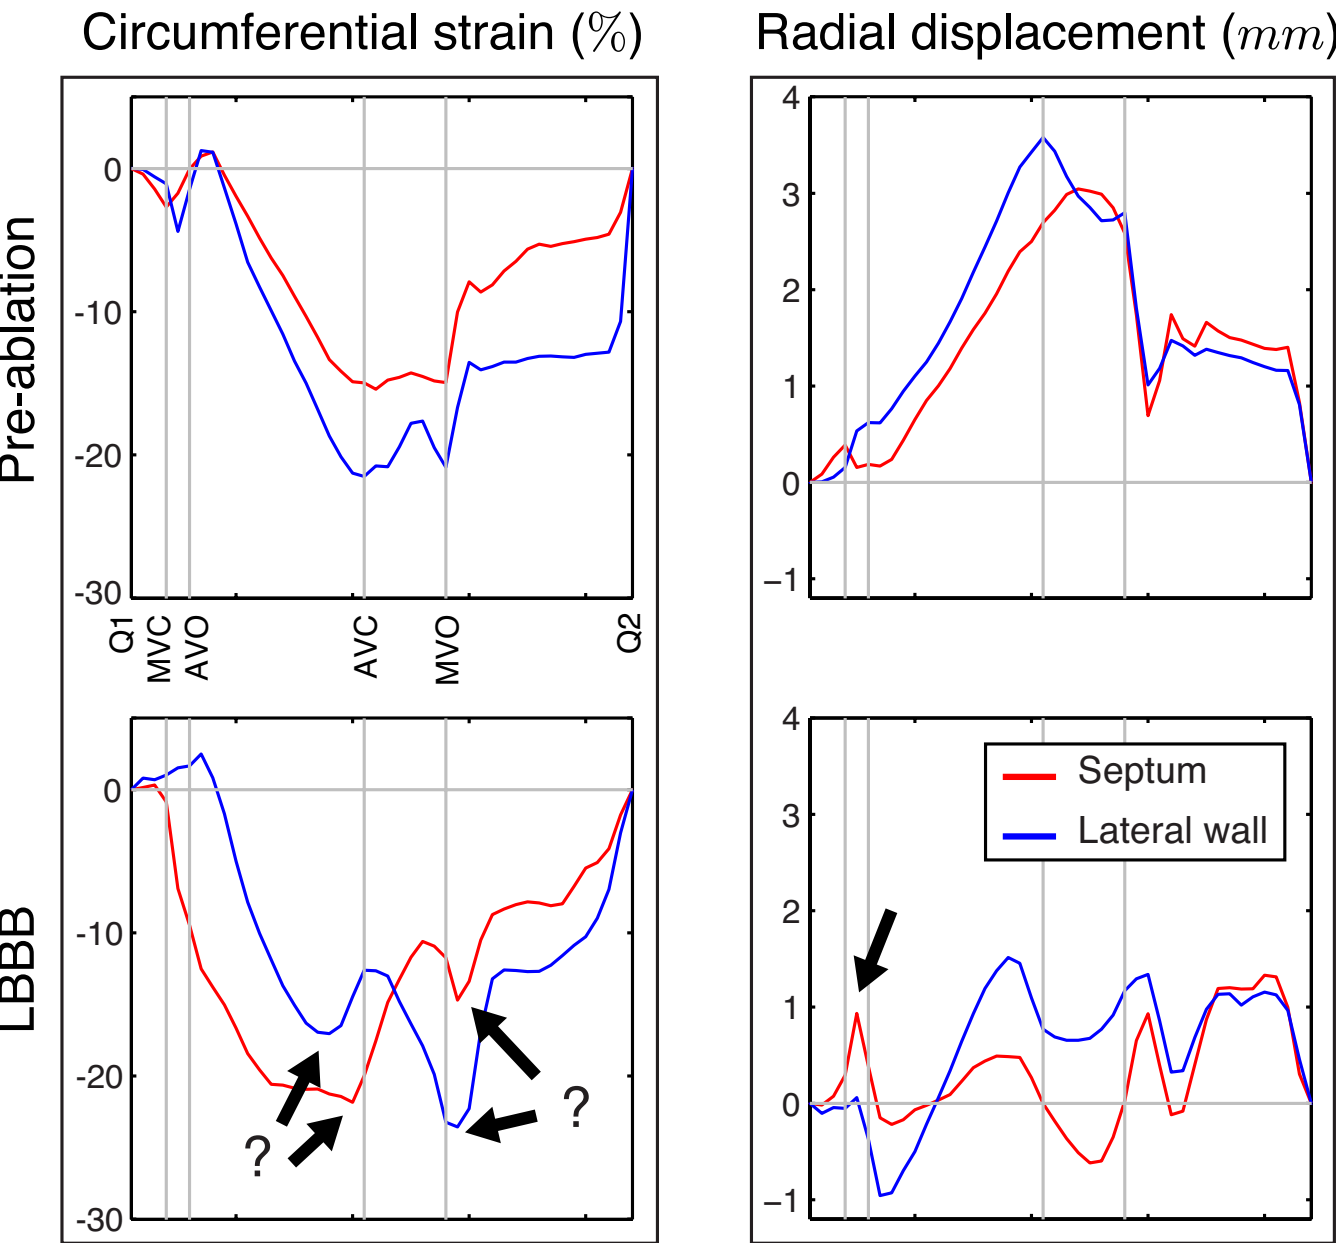 Circumferential strain (%)
Radial displacement (mm)
Pre-ablation
0
-10
-20
-30
Q1
MVC
AVO
AVC
MVO
Q2
4
3
2
1
0
−1
LBBB
0
-10
-20
-30
?
?
4
3
2
1
0
−1
Septum
Lateral wall